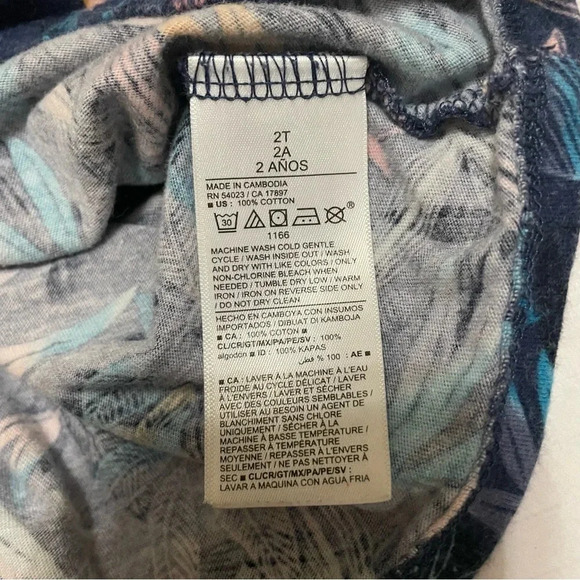 2T
2A
2 AÑOS
MADE IN CAMBODIA
RN 54023 / CA 17897
■ US : 100% COTTON
30
®
1166
MACHINE WASH COLD GENTLE
CYCLE / WASH INSIDE OUT / WASH
AND DRY WITH LIKE COLORS / ONLY
NON-CHLORINE BLEACH WHEN
NEEDED / TUMBLE DRY LOW / WARM
IRON / IRON ON REVERSE SIDE ONLY
/ DO NOT DRY CLEAN
HECHO EN CAMBOYA CON INSUMOS
IMPORTADOS / DIBUAT DI KAMBOJA
■ CA : 100% COTON ■
CL/CR/GT/MX/PA/PE/SV : 100%
algodón ■ ID : 100% KAPAS
■ AE : 100 % قطن
■ CA : LAVER À LA MACHINE À L'EAU
FROIDE AU CYCLE DÉLICAT / LAVER
À L'ENVERS / LAVER ET SÉCHER
AVEC DES COULEURS SEMBLABLES /
UTILISER AU BESOIN UN AGENT DE
BLANCHIMENT SANS CHLORE
SEULEMENT / SÉCHER À LA
MACHINE À BASSE TEMPÉRATURE /
REPASSER À TEMPÉRATURE
MOYENNE / REPASSER À L'ENVERS
SEULEMENT / NE PAS NETTOYER À
SEC ■ CL/CR/GT/MX/PA/PE/SV :
LAVAR A MAQUINA CON AGUA FRIA